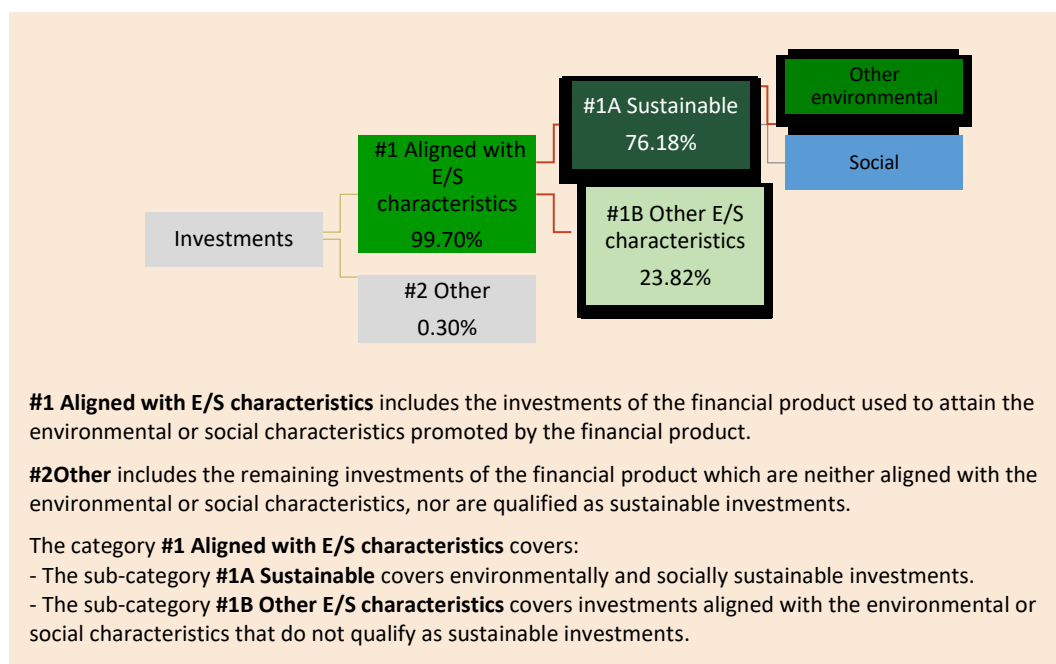 Investments
#1 Aligned with
E/S
characteristics
99.70%
#2 Other
0.30%
#1A Sustainable
76.18%
#1B Other E/S
characteristics
23.82%
Other
environmental
Social
#1 Aligned with E/S characteristics includes the investments of the financial product used to attain the
environmental or social characteristics promoted by the financial product.
#2Other includes the remaining investments of the financial product which are neither aligned with the
environmental or social characteristics, nor are qualified as sustainable investments.
The category #1 Aligned with E/S characteristics covers:
- The sub-category #1A Sustainable covers environmentally and socially sustainable investments.
- The sub-category #1B Other E/S characteristics covers investments aligned with the environmental or
social characteristics that do not qualify as sustainable investments.